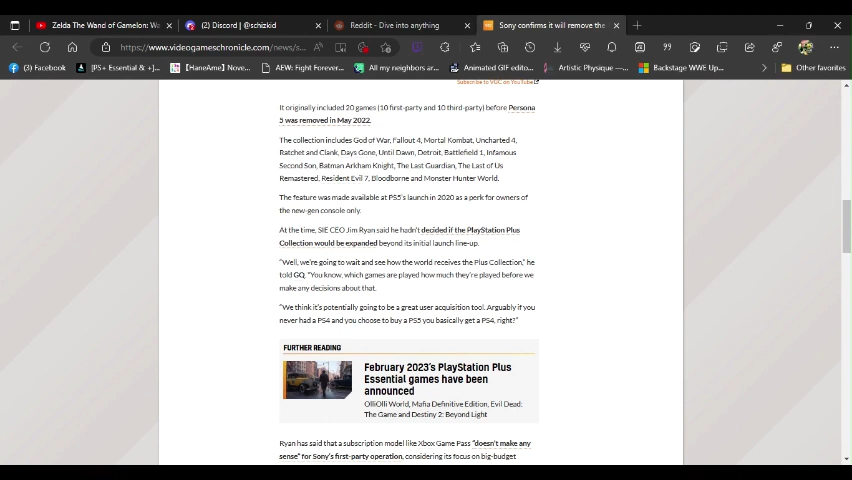 Zelda The Wand of Gamelon: Wa
(2) Discord | @schizkid
Reddit - Dive into anything
Sony confirms it will remove the
https://www.videogameschronicle.com/news/s...
(3) Facebook
[PS+ Essential & +]...
[HaneAme] Nove...
AEW: Fight Forever...
All my neighbors ar...
Animated GIF editο...
Artistic Physique —...
Backstage WWE Up...
Other favorites
Subscribe to VGC on YouTube
It originally included 20 games (10 first-party and 10 third-party) before Persona
5 was removed in May 2022.
The collection includes God of War, Fallout 4, Mortal Kombat, Uncharted 4,
Ratchet and Clank, Days Gone, Until Dawn, Detroit, Battlefield 1, Infamous
Second Son, Batman Arkham Knight, The Last Guardian, The Last of Us
Remastered, Resident Evil 7, Bloodborne and Monster Hunter World.
The feature was made available at PS5's launch in 2020 as a perk for owners of
the new-gen console only.
At the time, SIE CEO Jim Ryan said he hadn't decided if the PlayStation Plus
Collection would be expanded beyond its initial launch line-up.
"Well, we're going to wait and see how the world receives the Plus Collection," he
told GQ. "You know, which games are played how much they're played before we
make any decisions about that.
"We think it's potentially going to be a great user acquisition tool. Arguably if you
never had a PS4 and you choose to buy a PS5 you basically get a PS4, right?"
FURTHER READING
February 2023's PlayStation Plus
Essential games have been
announced
OlliOlli World, Mafia Definitive Edition, Evil Dead:
The Game and Destiny 2: Beyond Light
Ryan has said that a subscription model like Xbox Game Pass "doesn't make any
sense" for Sony's first-party operation, considering its focus on big-budget